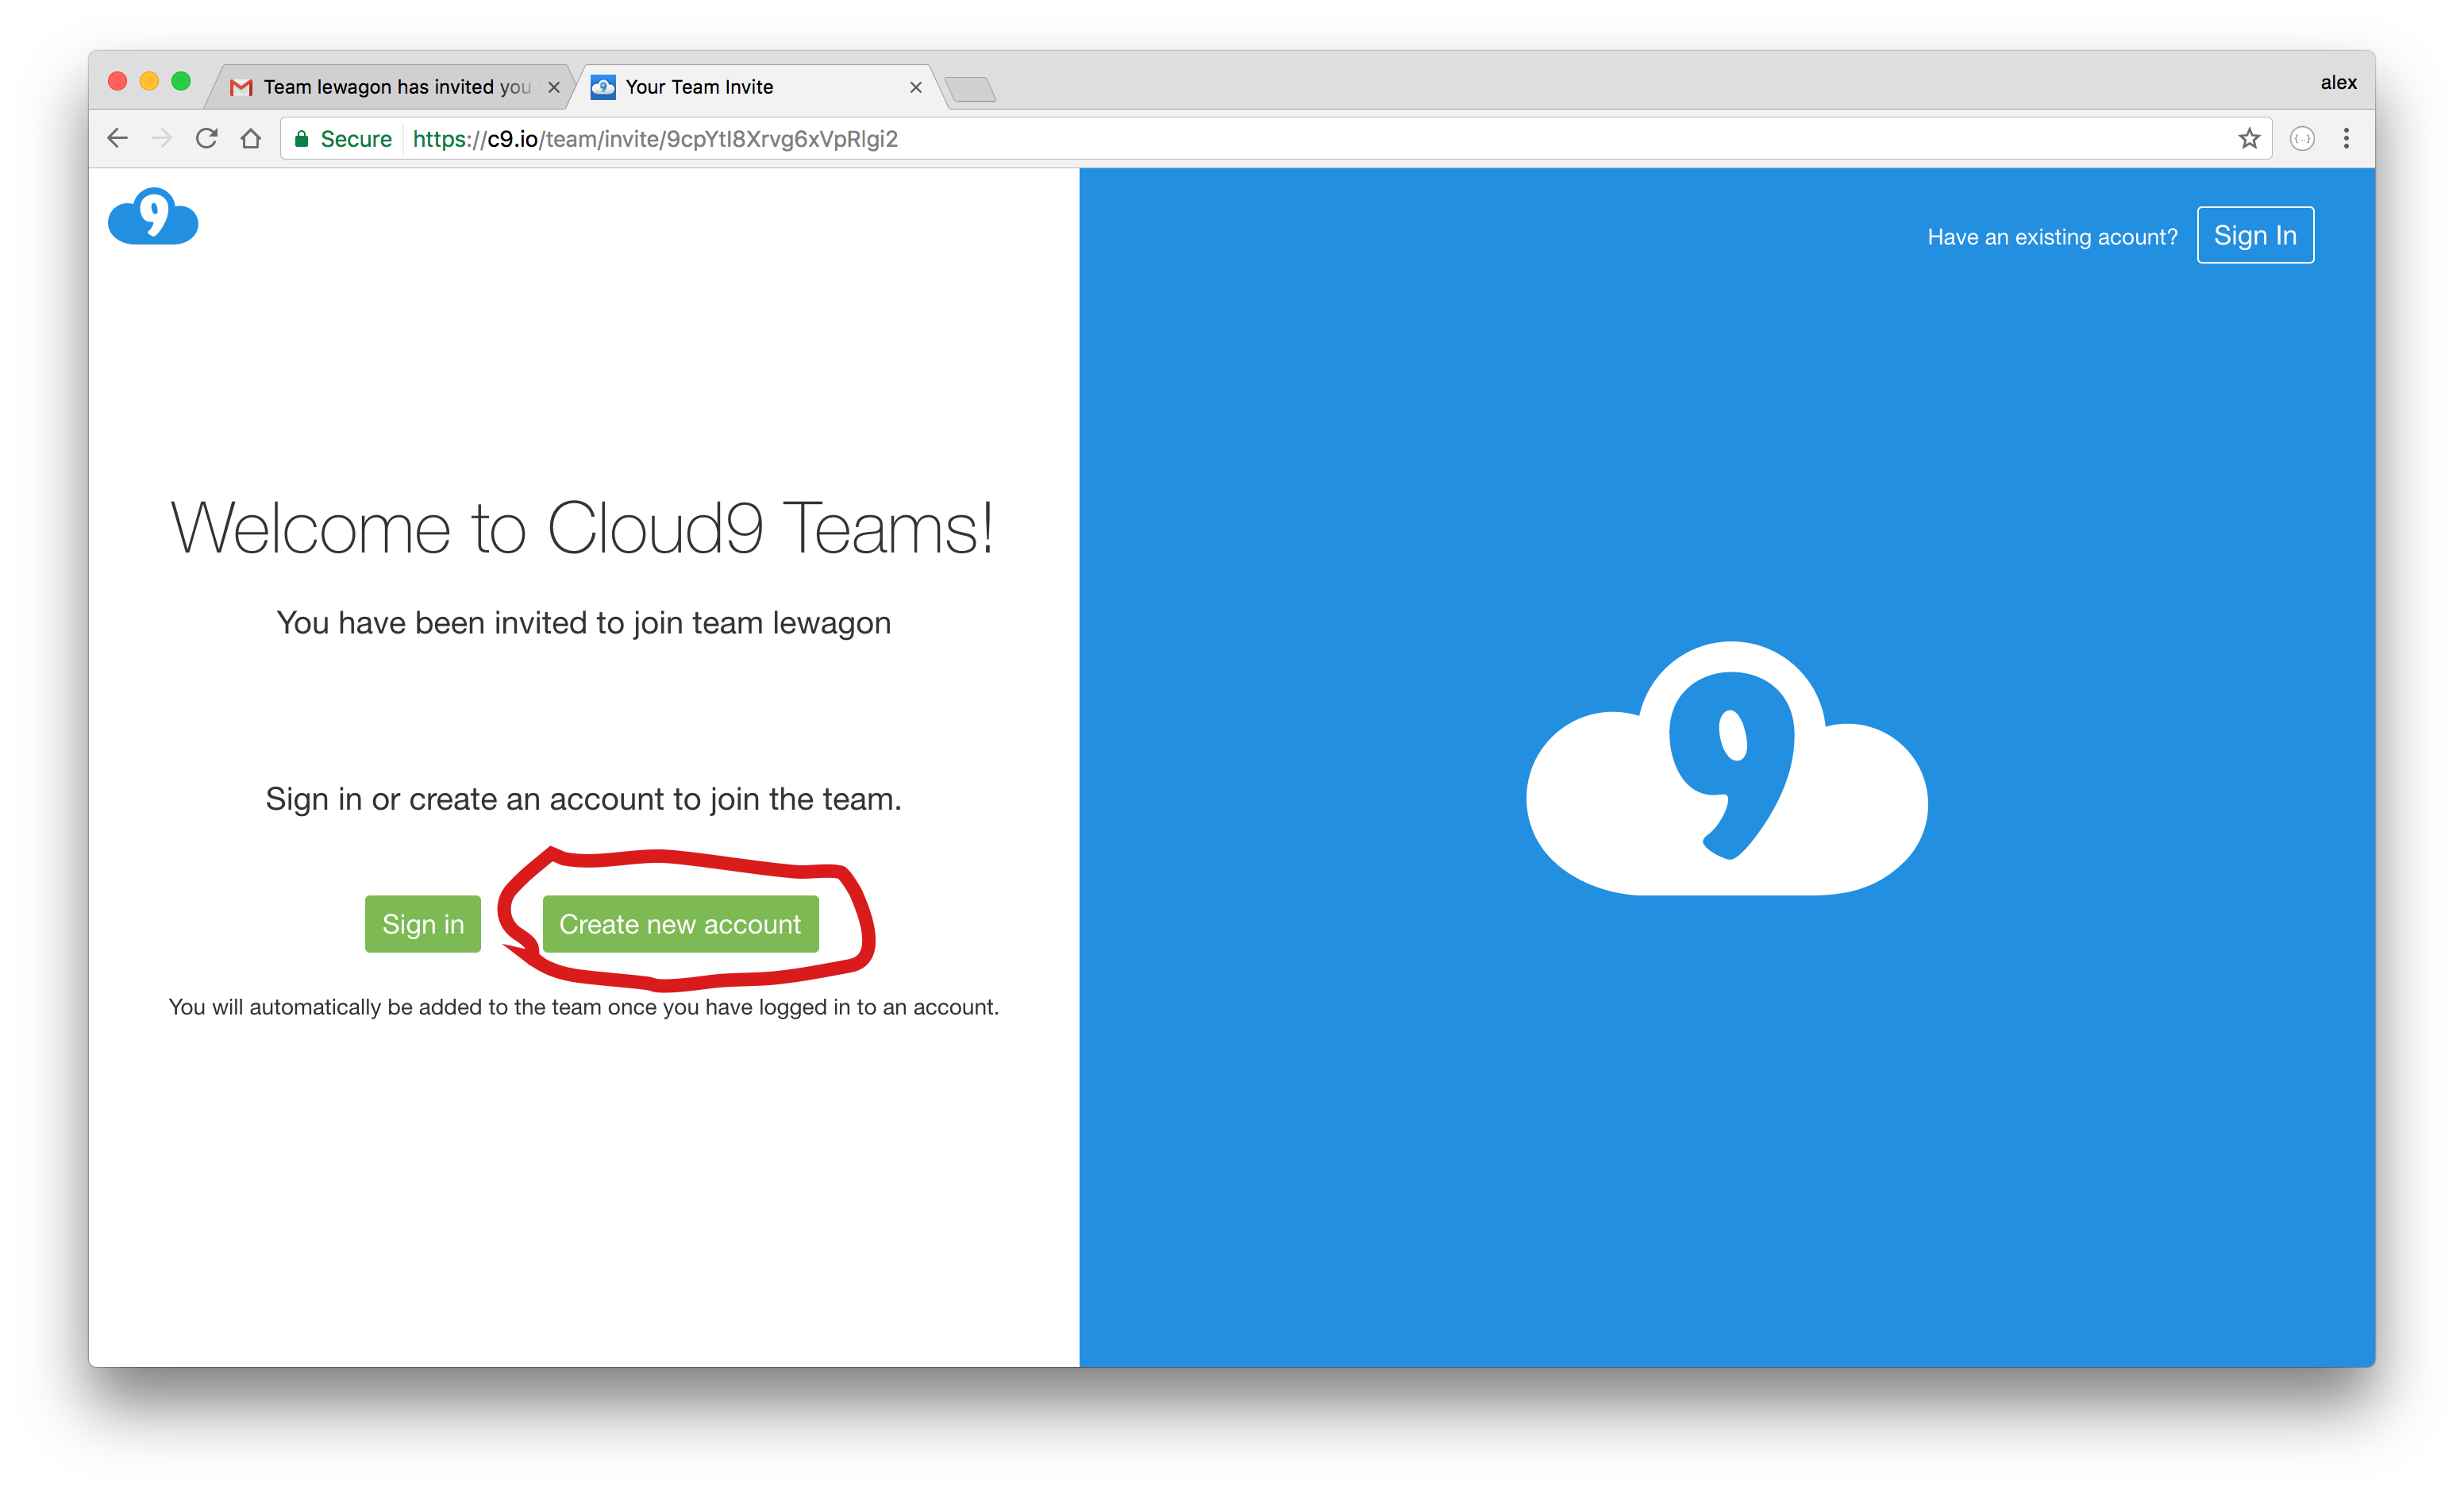 Team lewagon has invited you
Your Team Invite
alex
Secure
https://c9.io/team/invite/9cpYtI8Xrvg6xVpRlgi2
9
Have an existing acount?
Sign In
Welcome to Cloud9 Teams!
You have been invited to join team lewagon
9
Sign in or create an account to join the team.
Sign in
Create new account
You will automatically be added to the team once you have logged in to an account.